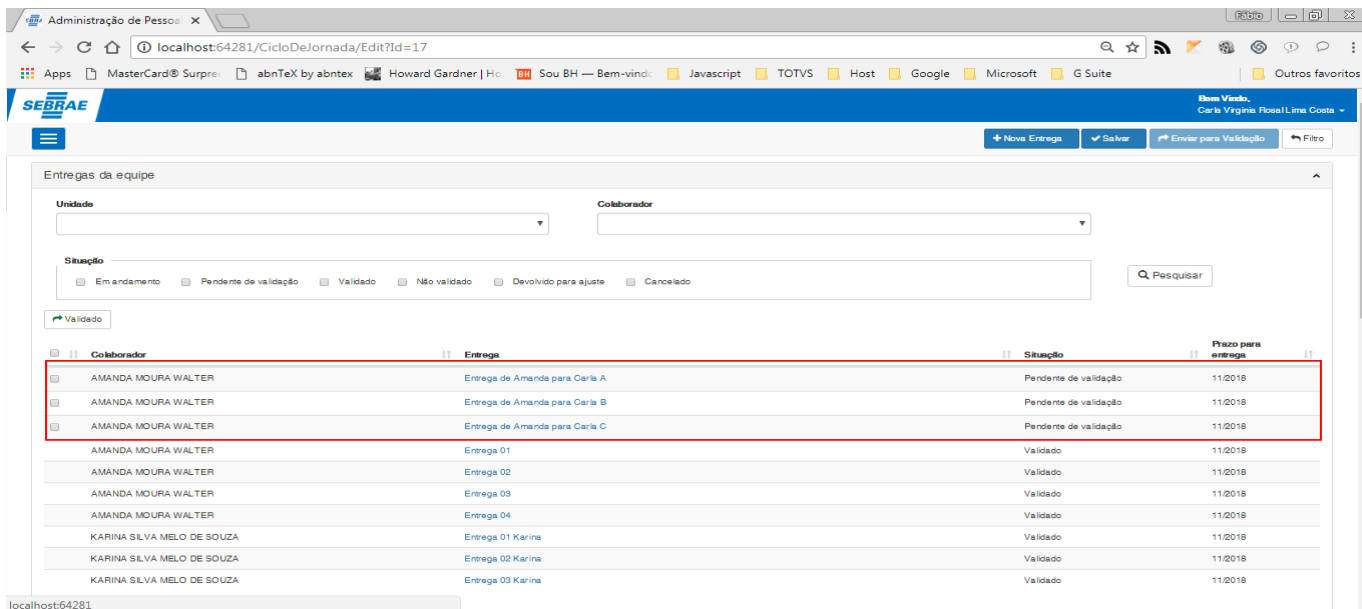 Administração de Pessoal
Fábio
localhost:64281/CicloDeJornada/Edit?Id=17
Apps MasterCard® Surpre abnTeX by abntex Howard Gardner | Ho BH Sou BH — Bem-vind Javascript TOTVS Host Google Microsoft G Suite Outros favoritos
SEBRAE
Bem Vindo,
Carla Virginia Rosal Lima Costa
Nova Entrega Salvar Enviar para Validação Filtro
Entregas da equipe
Unidade Colaborador
Situação
Em andamento Pendente de validação Validado Não validado Devolvido para ajuste Cancelado
Pesquisar
Validado
Colaborador Entrega Situação Prazo para entrega
AMANDA MOURA WALTER Entrega de Amanda para Carla A Pendente de validação 11/2018
AMANDA MOURA WALTER Entrega de Amanda para Carla B Pendente de validação 11/2018
AMANDA MOURA WALTER Entrega de Amanda para Carla C Pendente de validação 11/2018
AMANDA MOURA WALTER Entrega 01 Validado 11/2018
AMANDA MOURA WALTER Entrega 02 Validado 11/2018
AMANDA MOURA WALTER Entrega 03 Validado 11/2018
AMANDA MOURA WALTER Entrega 04 Validado 11/2018
KARINA SILVA MELO DE SOUZA Entrega 01 Karina Validado 11/2018
KARINA SILVA MELO DE SOUZA Entrega 02 Karina Validado 11/2018
KARINA SILVA MELO DE SOUZA Entrega 03 Karina Validado 11/2018
localhost:64281